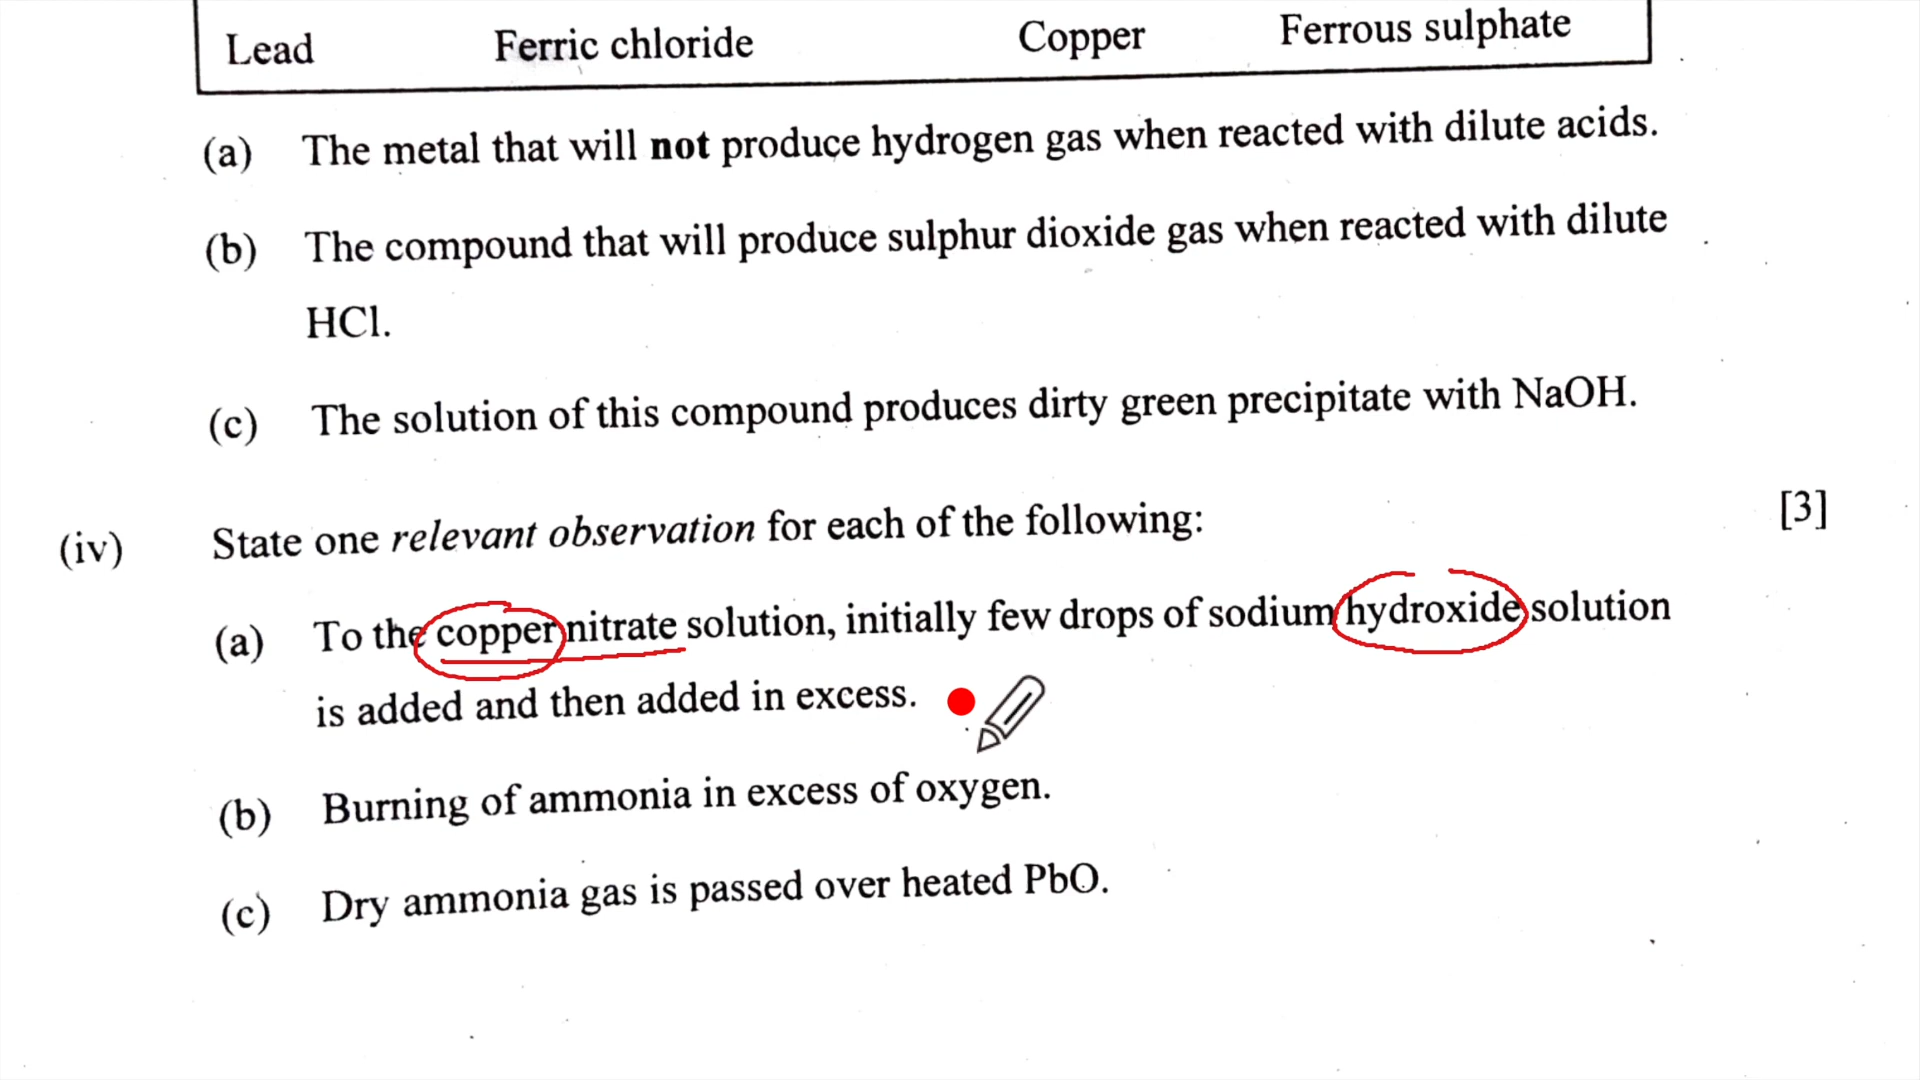 Lead Ferric chloride Copper Ferrous sulphate
(a) The metal that will not produce hydrogen gas when reacted with dilute acids.
(b) The compound that will produce sulphur dioxide gas when reacted with dilute
HCl.
(c) The solution of this compound produces dirty green precipitate with NaOH.
(iv) State one relevant observation for each of the following: [3]
(a) To the copper nitrate solution, initially few drops of sodium hydroxide solution
is added and then added in excess.
(b) Burning of ammonia in excess of oxygen.
(c) Dry ammonia gas is passed over heated PbO.